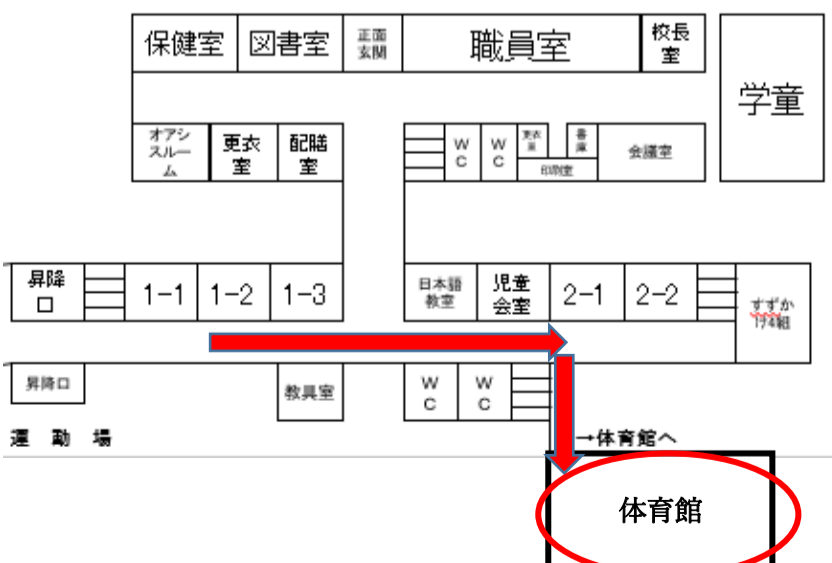 保健室
図書室
正面
玄関
職員室
校長
室
学童
オアシ
スルー
ム
更衣
室
配膳
室
W
C
W
C
更衣
室
書
庫
印刷室
会議室
昇降
口
1-1
1-2
1-3
日本語
教室
児童
会室
2-1
2-2
すずか
け4組
昇降口
教具室
W
C
W
C
運動場
→体育館へ
体育館